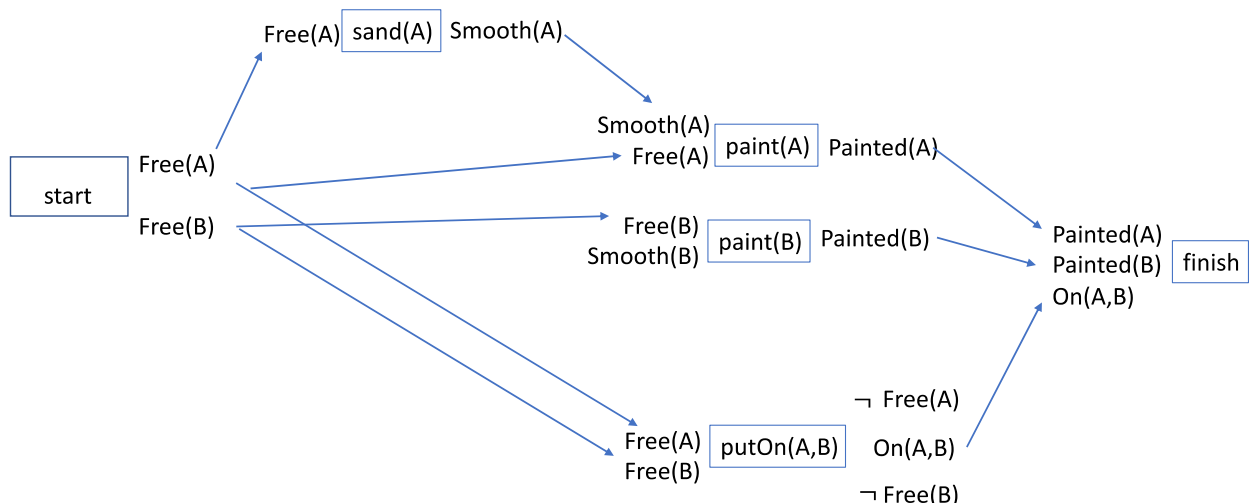 Free(A) sand(A) Smooth(A)
Smooth(A)
Free(A) paint(A) Painted(A)
start
Free(A)
Free(B)
Free(B)
Smooth(B) paint(B) Painted(B)
Painted(A)
Painted(B) finish
On(A,B)
¬ Free(A)
Free(A) putOn(A,B) On(A,B)
Free(B)
¬ Free(B)